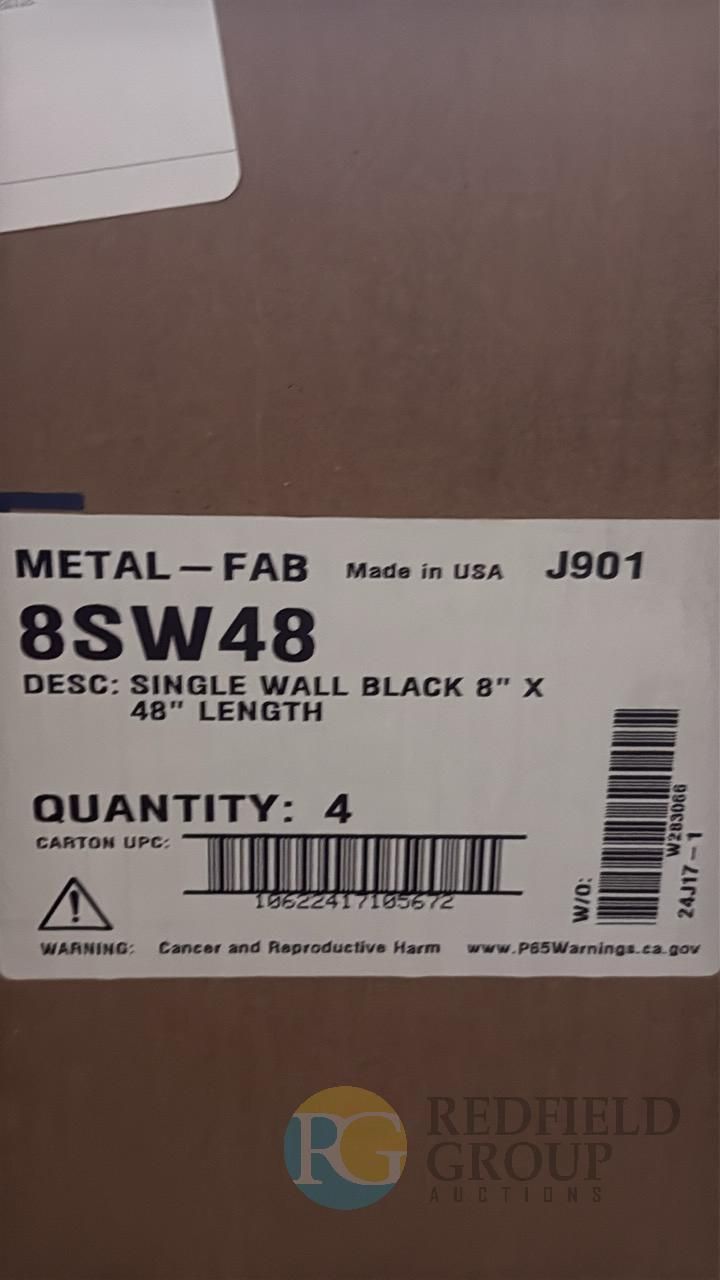 METAL-FAB Made in USA J901
8SW48
DESC: SINGLE WALL BLACK 8" X
48" LENGTH
QUANTITY: 4
CARTON UPC:
10622417105672
W/O:
W283066
24J17-1
WARNING: Cancer and Reproductive Harm www.P65Warnings.ca.gov
RG
REDFIELD
GROUP
AUCTIONS